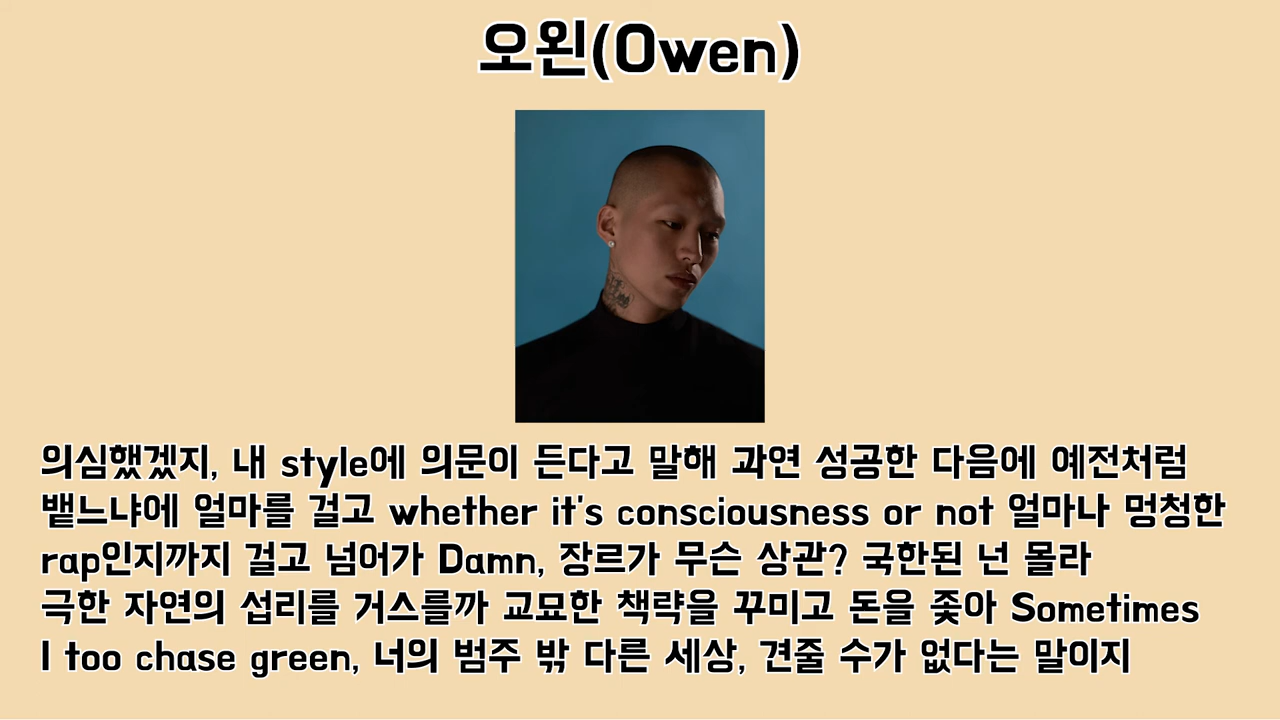 오왼(Owen)
의심했겠지, 내 style에 의문이 든다고 말해 과연 성공한 다음에 예전처럼
뱉느냐에 얼마를 걸고 whether it's consciousness or not 얼마나 멍청한
rap인지까지 걸고 넘어가 Damn, 장르가 무슨 상관? 국한된 넌 몰라
극한 자연의 섭리를 거스를까 교묘한 책략을 꾸미고 돈을 좇아 Sometimes
I too chase green, 너의 범주 밖 다른 세상, 견줄 수가 없다는 말이지